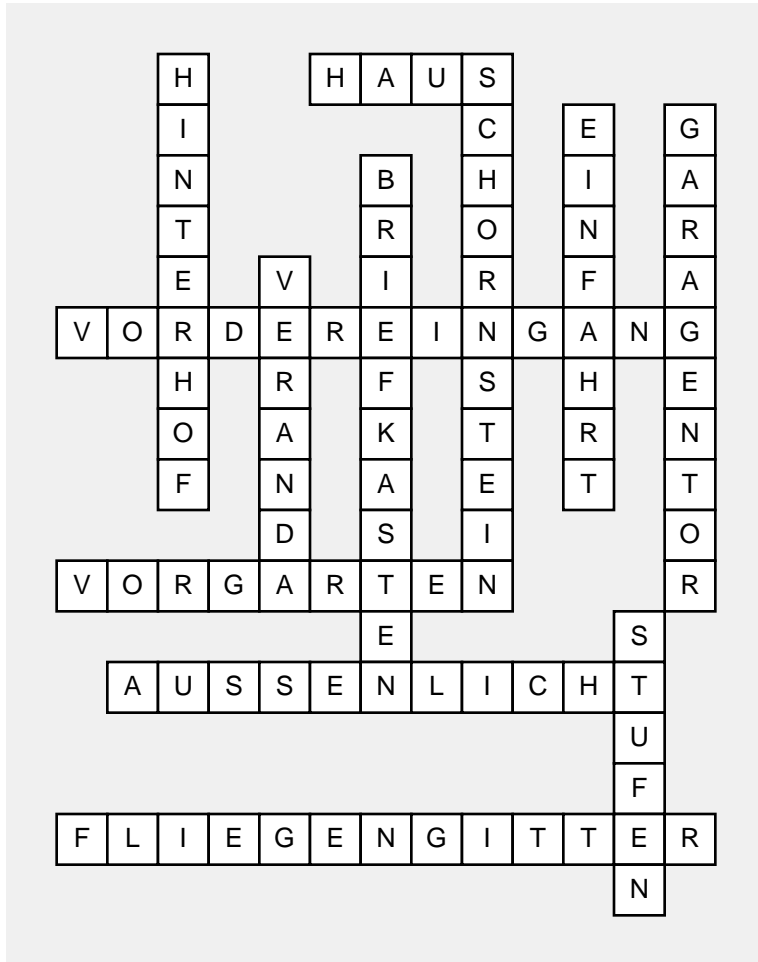 HINTERHOF
HAUS
SCHORNSTEIN
EINFAHRT
GARAGENTOR
BRIEFKASTEN
VERANDA
VORDEREINGANG
VORGARTEN
STUFEN
AUSSENLICHT
FLIEGENGITTER